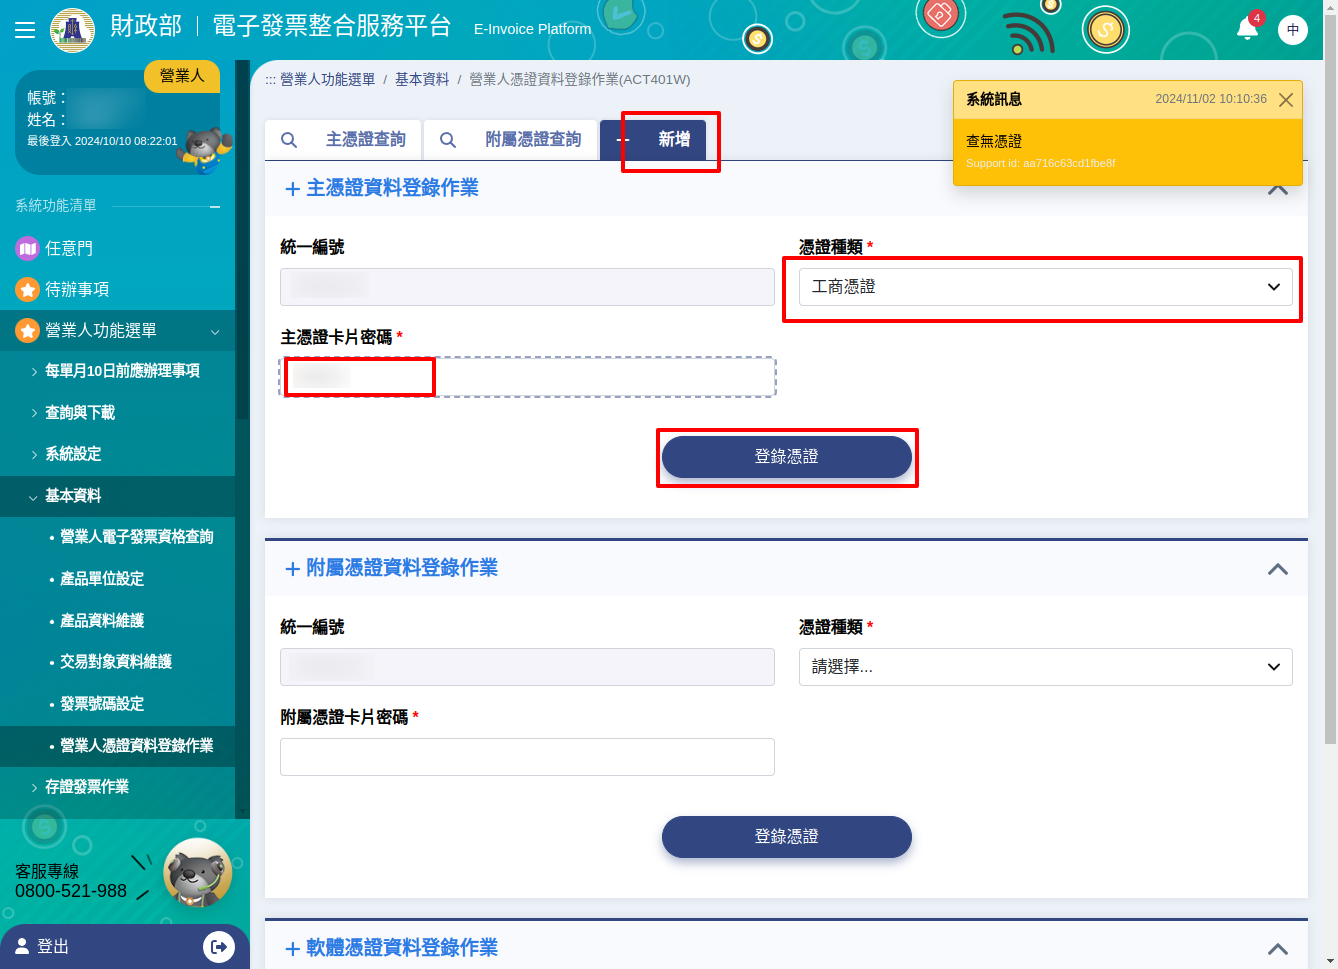 財政部 電子發票整合服務平台 E-Invoice Platform
4
中
營業人
帳號：
姓名：
最後登入 2024/10/10 08:22:01
系統功能清單
任意門
待辦事項
營業人功能選單
每單月10日前應辦理事項
查詢與下載
系統設定
基本資料
• 營業人電子發票資格查詢
• 產品單位設定
• 產品資料維護
• 交易對象資料維護
• 發票號碼設定
• 營業人憑證資料登錄作業
存證發票作業
客服專線
0800-521-988
登出
::: 營業人功能選單 / 基本資料 / 營業人憑證資料登錄作業(ACT401W)
系統訊息 2024/11/02 10:10:36
查無憑證
Support id: aa716c63cd1fbe8f
主憑證查詢 附屬憑證查詢 新增
主憑證資料登錄作業
統一編號 憑證種類 *
工商憑證
主憑證卡片密碼 *
登錄憑證
附屬憑證資料登錄作業
統一編號 憑證種類 *
請選擇...
附屬憑證卡片密碼 *
登錄憑證
軟體憑證資料登錄作業